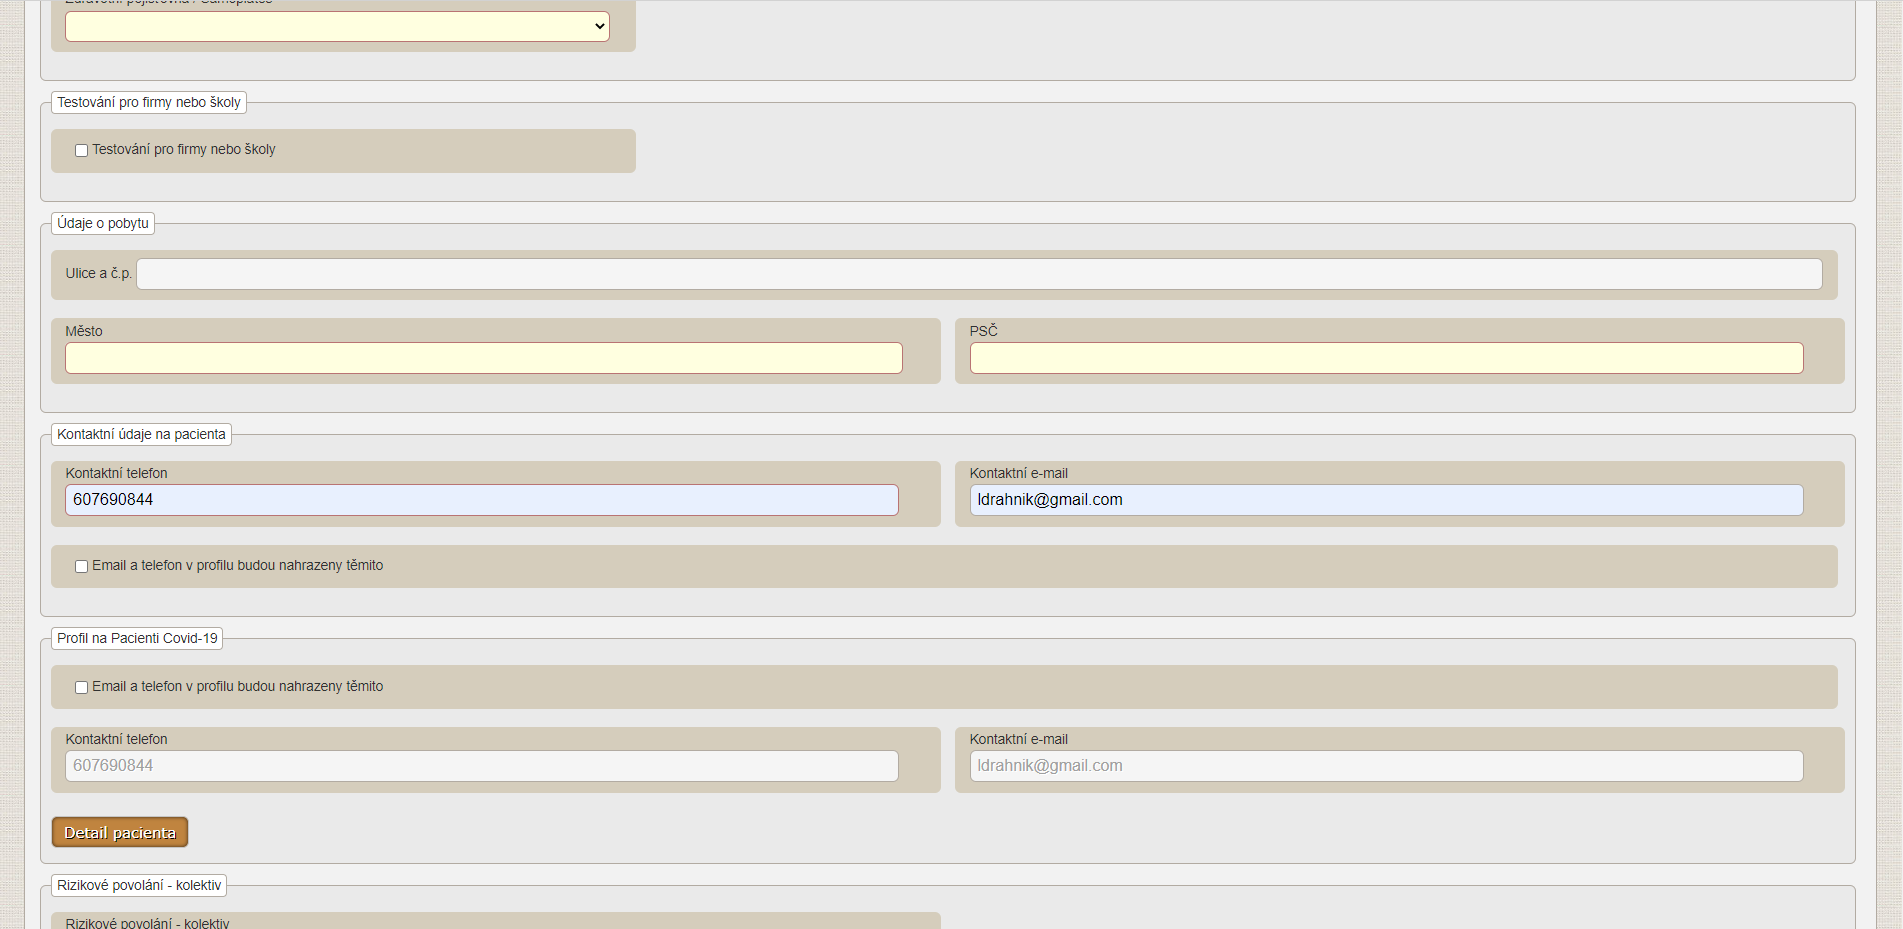 Zdravotní pojišťovna / Samoplátce
Testování pro firmy nebo školy
Testování pro firmy nebo školy
Údaje o pobytu
Ulice a č.p.
Město
PSČ
Kontaktní údaje na pacienta
Kontaktní telefon
Kontaktní e-mail
607690844
ldrahnik@gmail.com
Email a telefon v profilu budou nahrazeny těmito
Profil na Pacienti Covid-19
Email a telefon v profilu budou nahrazeny těmito
Kontaktní telefon
Kontaktní e-mail
607690844
ldrahnik@gmail.com
Detail pacienta
Rizikové povolání - kolektiv
Rizikové povolání - kolektiv